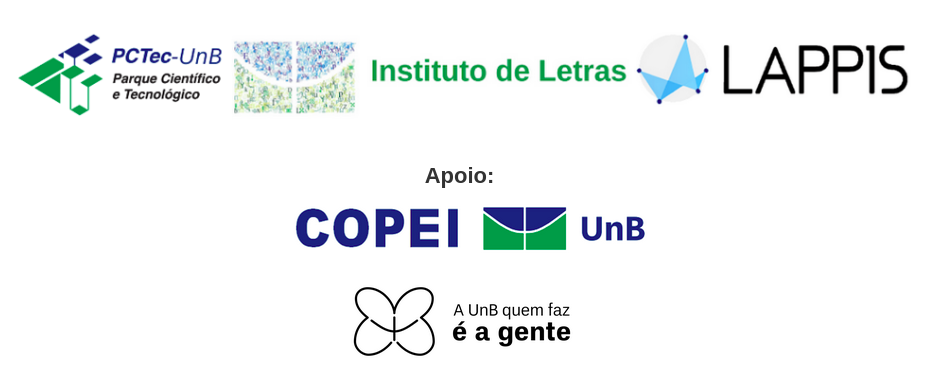 PCTec-UnB
Parque Científico
e Tecnológico
Instituto de Letras
LAPPIS
Apoio:
COPEI
UnB
A UnB quem faz
é a gente